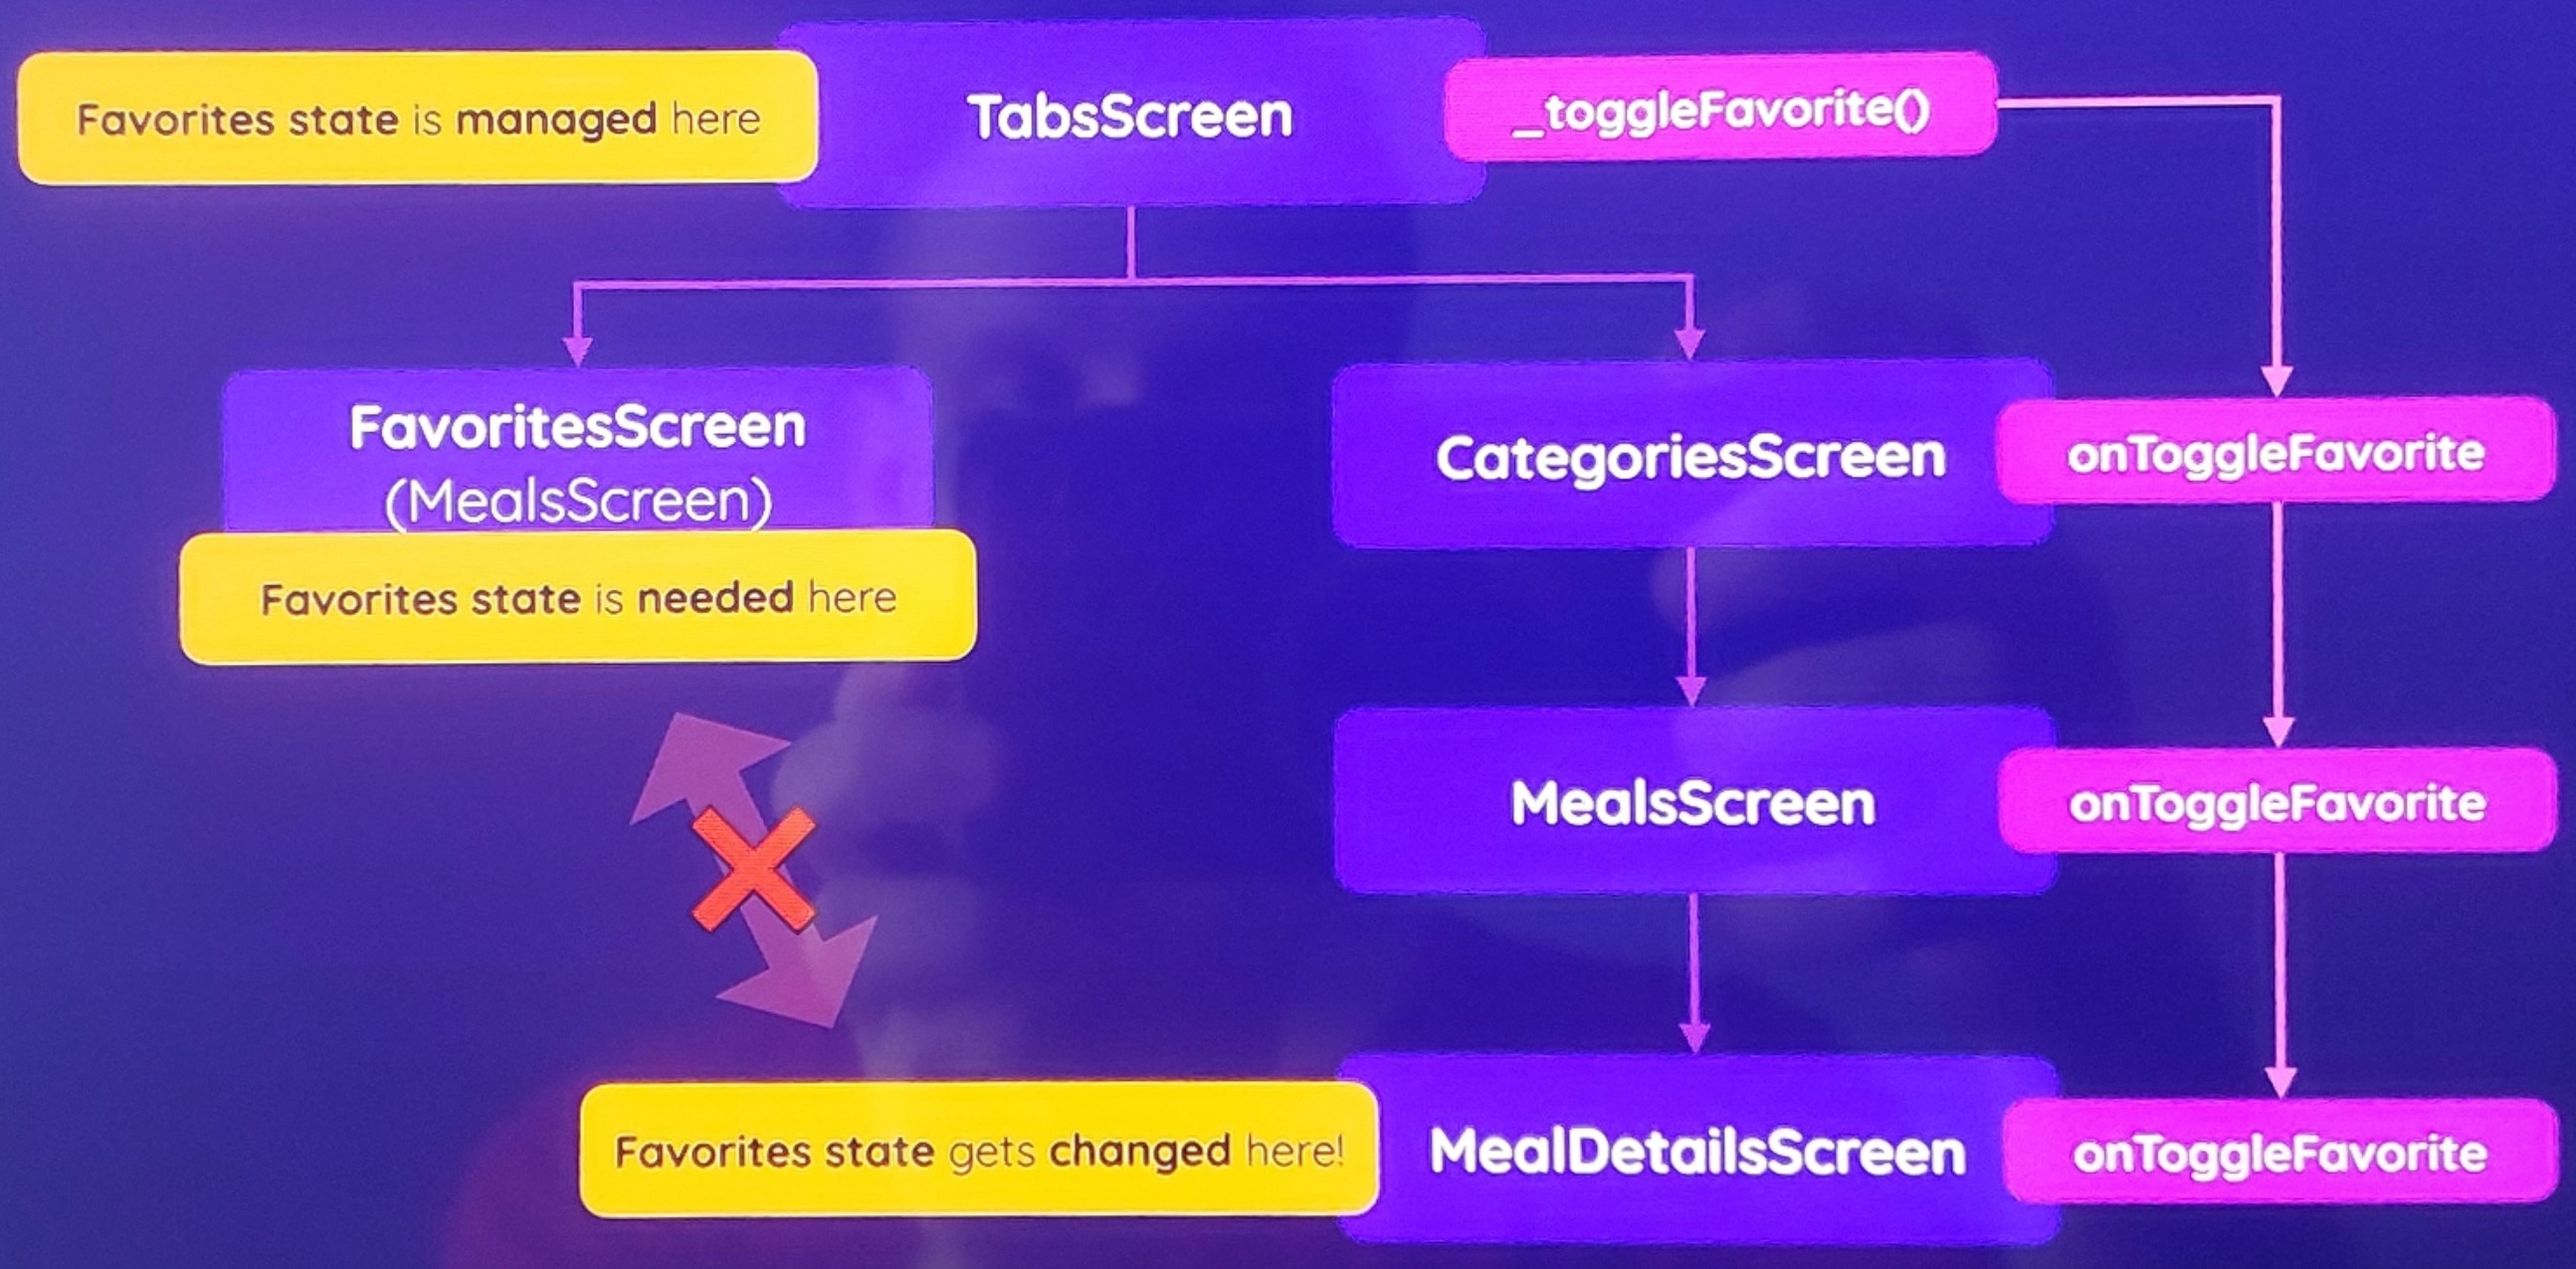 Favorites state is managed here
TabsScreen
_toggleFavorite()
FavoritesScreen
(MealsScreen)
Favorites state is needed here
CategoriesScreen
onToggleFavorite
MealsScreen
onToggleFavorite
Favorites state gets changed here!
MealDetailsScreen
onToggleFavorite